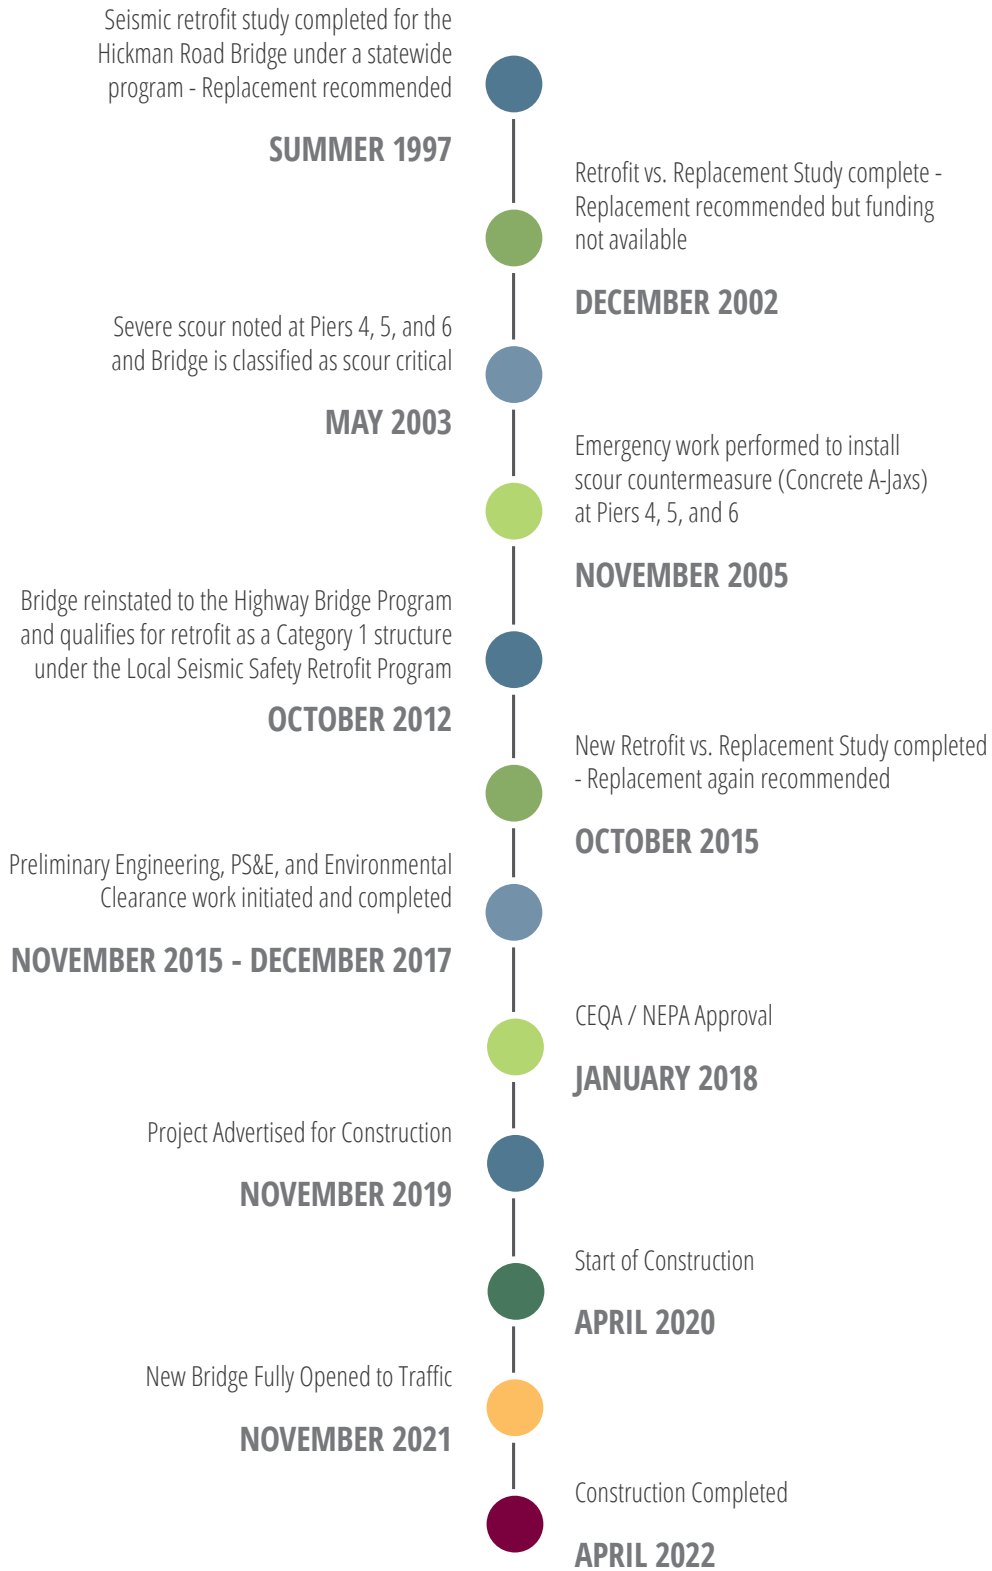 Seismic retrofit study completed for the
Hickman Road Bridge under a statewide
program - Replacement recommended
SUMMER 1997
Retrofit vs. Replacement Study complete -
Replacement recommended but funding
not available
DECEMBER 2002
Severe scour noted at Piers 4, 5, and 6
and Bridge is classified as scour critical
MAY 2003
Emergency work performed to install
scour countermeasure (Concrete A-Jaxs)
at Piers 4, 5, and 6
NOVEMBER 2005
Bridge reinstated to the Highway Bridge Program
and qualifies for retrofit as a Category 1 structure
under the Local Seismic Safety Retrofit Program
OCTOBER 2012
New Retrofit vs. Replacement Study completed
- Replacement again recommended
OCTOBER 2015
Preliminary Engineering, PS&E, and Environmental
Clearance work initiated and completed
NOVEMBER 2015 - DECEMBER 2017
CEQA / NEPA Approval
JANUARY 2018
Project Advertised for Construction
NOVEMBER 2019
Start of Construction
APRIL 2020
New Bridge Fully Opened to Traffic
NOVEMBER 2021
Construction Completed
APRIL 2022